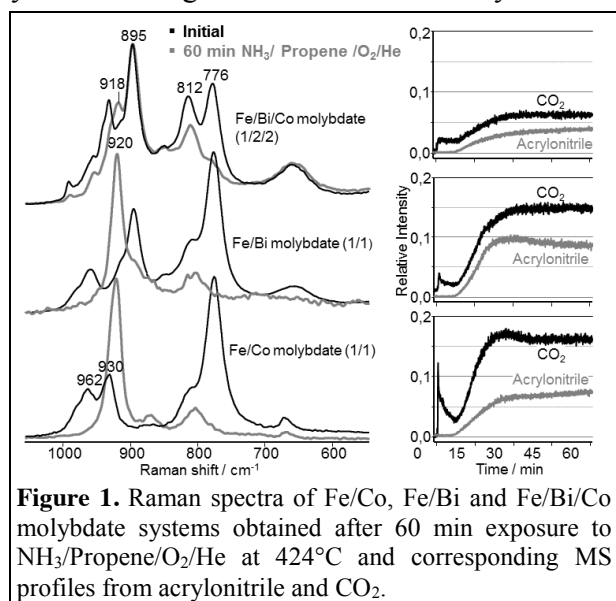 y
▪ Initial
▪ 60 min NH₃/ Propene /O₂/He
895
918
812
776
Fe/Bi/Co molybdate
(1/2/2)
920
Fe/Bi molybdate (1/1)
Fe/Co molybdate (1/1)
962
930
1000 900 800 700 600
Raman shift / cm⁻¹
Relative Intensity
0,2
0,1
0,0
CO₂
Acrylonitrile
0,2
0,1
0,0
CO₂
Acrylonitrile
0,2
0,1
0,0
CO₂
Acrylonitrile
0 15 30 45 60
Time / min
Figure 1. Raman spectra of Fe/Co, Fe/Bi and Fe/Bi/Co
molybdate systems obtained after 60 min exposure to
NH₃/Propene/O₂/He at 424°C and corresponding MS
profiles from acrylonitrile and CO₂.